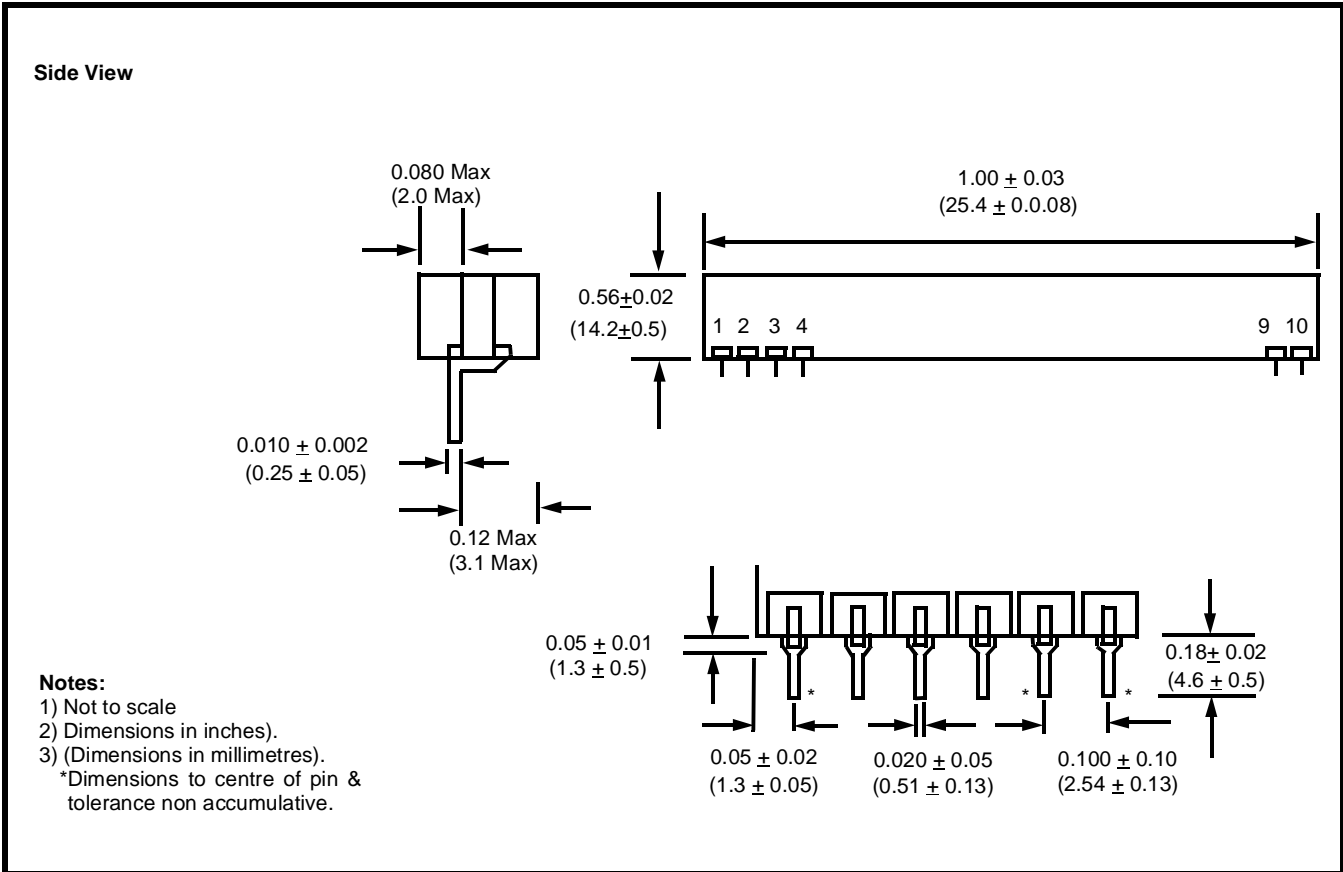 Side View
0.080 Max
(2.0 Max)
1.00 ± 0.03
(25.4 ± 0.0.08)
0.56±0.02
(14.2±0.5)
1 2 3 4
9 10
0.010 ± 0.002
(0.25 ± 0.05)
0.12 Max
(3.1 Max)
0.05 ± 0.01
(1.3 ± 0.5)
0.18± 0.02
(4.6 ± 0.5)
* * *
0.05 ± 0.02
(1.3 ± 0.05)
0.020 ± 0.05
(0.51 ± 0.13)
0.100 ± 0.10
(2.54 ± 0.13)
Notes:
1) Not to scale
2) Dimensions in inches).
3) (Dimensions in millimetres).
*Dimensions to centre of pin &
tolerance non accumulative.